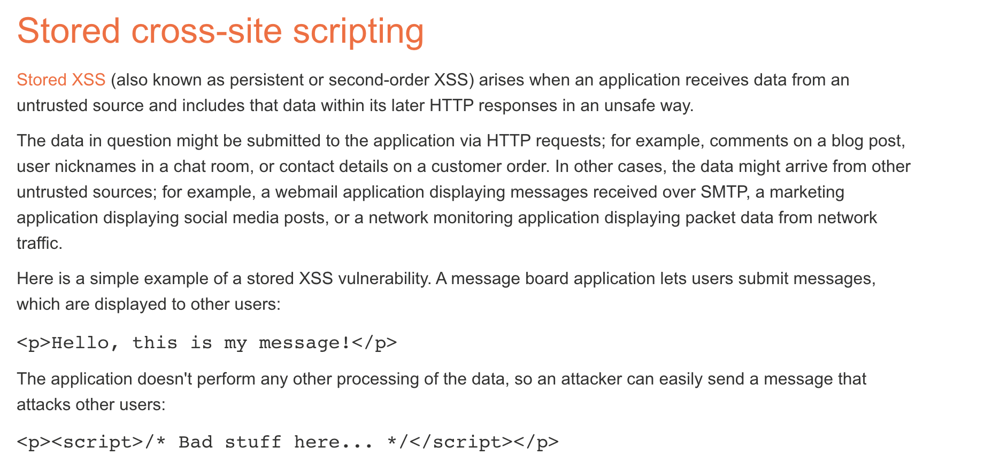 Stored cross-site scripting
Stored XSS (also known as persistent or second-order XSS) arises when an application receives data from an
untrusted source and includes that data within its later HTTP responses in an unsafe way.
The data in question might be submitted to the application via HTTP requests; for example, comments on a blog post,
user nicknames in a chat room, or contact details on a customer order. In other cases, the data might arrive from other
untrusted sources; for example, a webmail application displaying messages received over SMTP, a marketing
application displaying social media posts, or a network monitoring application displaying packet data from network
traffic.
Here is a simple example of a stored XSS vulnerability. A message board application lets users submit messages,
which are displayed to other users:
<p>Hello, this is my message!</p>
The application doesn't perform any other processing of the data, so an attacker can easily send a message that
attacks other users:
<p><script>/* Bad stuff here... */</script></p>